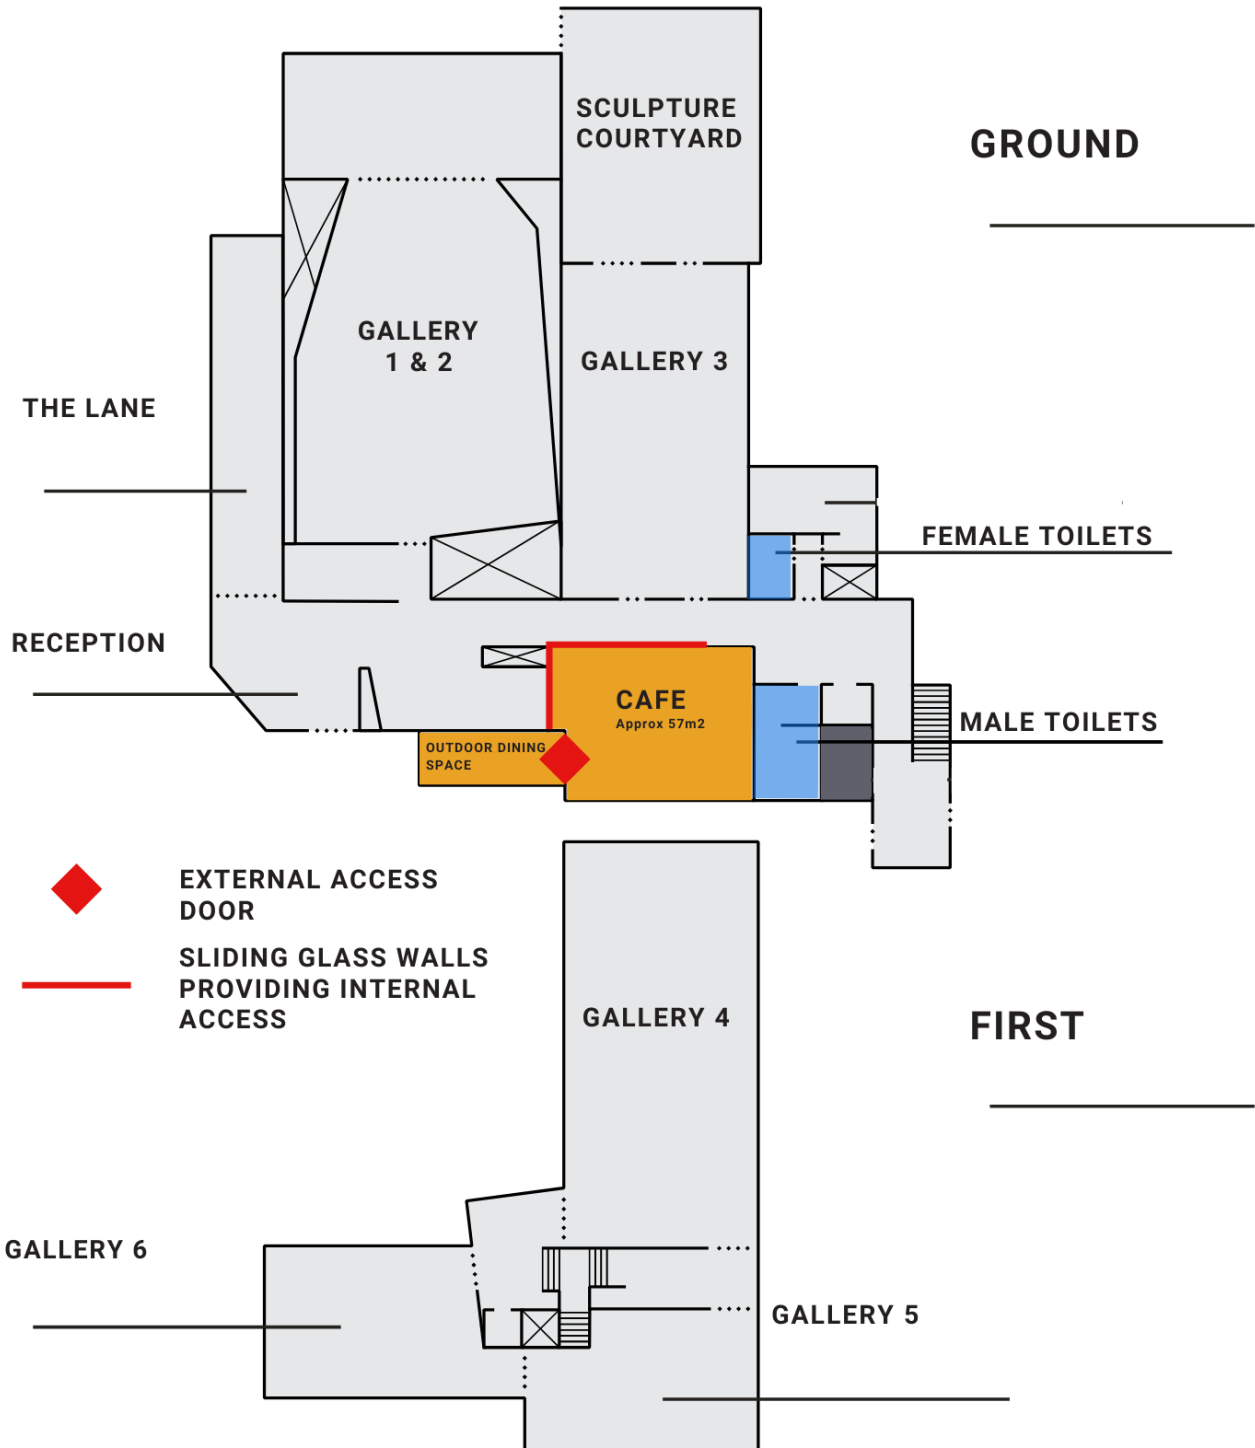 SCULPTURE
COURTYARD
GROUND
GALLERY
1 & 2
GALLERY 3
THE LANE
FEMALE TOILETS
RECEPTION
CAFE
Approx 57m2
MALE TOILETS
OUTDOOR DINING
SPACE
EXTERNAL ACCESS
DOOR
SLIDING GLASS WALLS
PROVIDING INTERNAL
ACCESS
GALLERY 4
FIRST
GALLERY 6
GALLERY 5